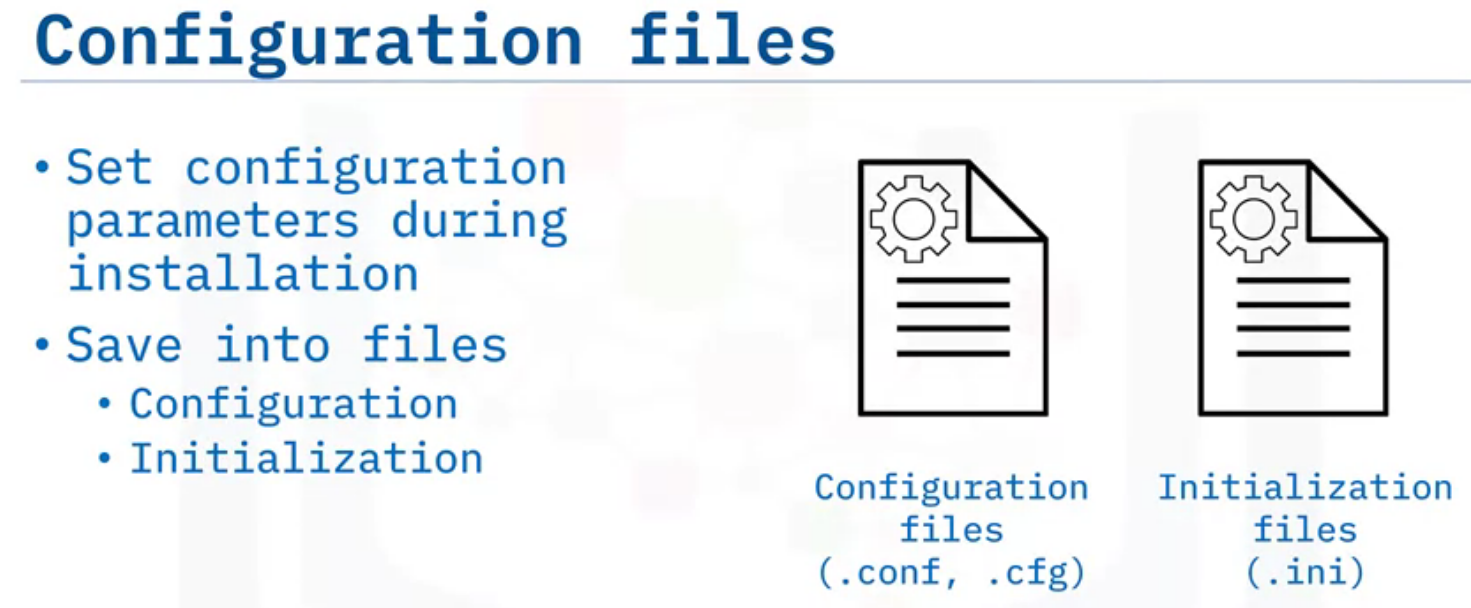 Configuration files
• Set configuration
parameters during
installation
• Save into files
• Configuration
• Initialization
Configuration
files
(.conf, .cfg)
Initialization
files
(.ini)